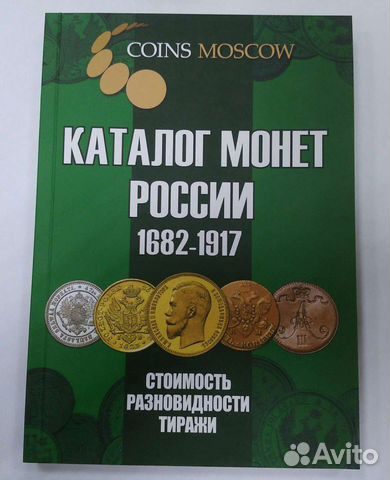 COINS MOSCOW
КАТАЛОГ МОНЕТ
РОССИИ
1682-1917
СТОИМОСТЬ
РАЗНОВИДНОСТИ
ТИРАЖИ
Avito